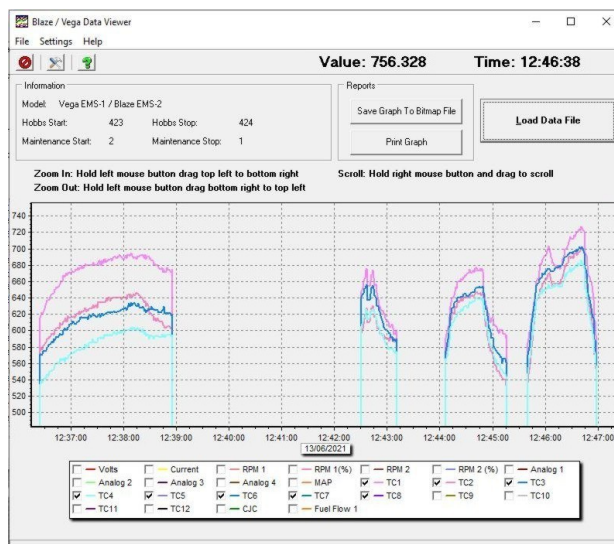 Blaze / Vega Data Viewer
File Settings Help
Value: 756.328 Time: 12:46:38
Information
Model: Vega EMS-1 / Blaze EMS-2
Hobbs Start: 423 Hobbs Stop: 424
Maintenance Start: 2 Maintenance Stop: 1
Reports
Save Graph To Bitmap File
Print Graph
Load Data File
Zoom In: Hold left mouse button drag top left to bottom right
Zoom Out: Hold left mouse button drag bottom right to top left
Scroll: Hold right mouse button and drag to scroll
740
720
700
680
660
640
620
600
580
560
540
520
500
12:37:00 12:38:00 12:39:00 12:40:00 12:41:00 12:42:00 12:43:00 12:44:00 12:45:00 12:46:00 12:47:00
13/06/2021
Volts Current RPM 1 RPM 1(%) RPM 2 RPM 2 (%) Analog 1
Analog 2 Analog 3 Analog 4 MAP TC1 TC2 TC3
TC4 TC5 TC6 TC7 TC8 TC9 TC10
TC11 TC12 CJC Fuel Flow 1